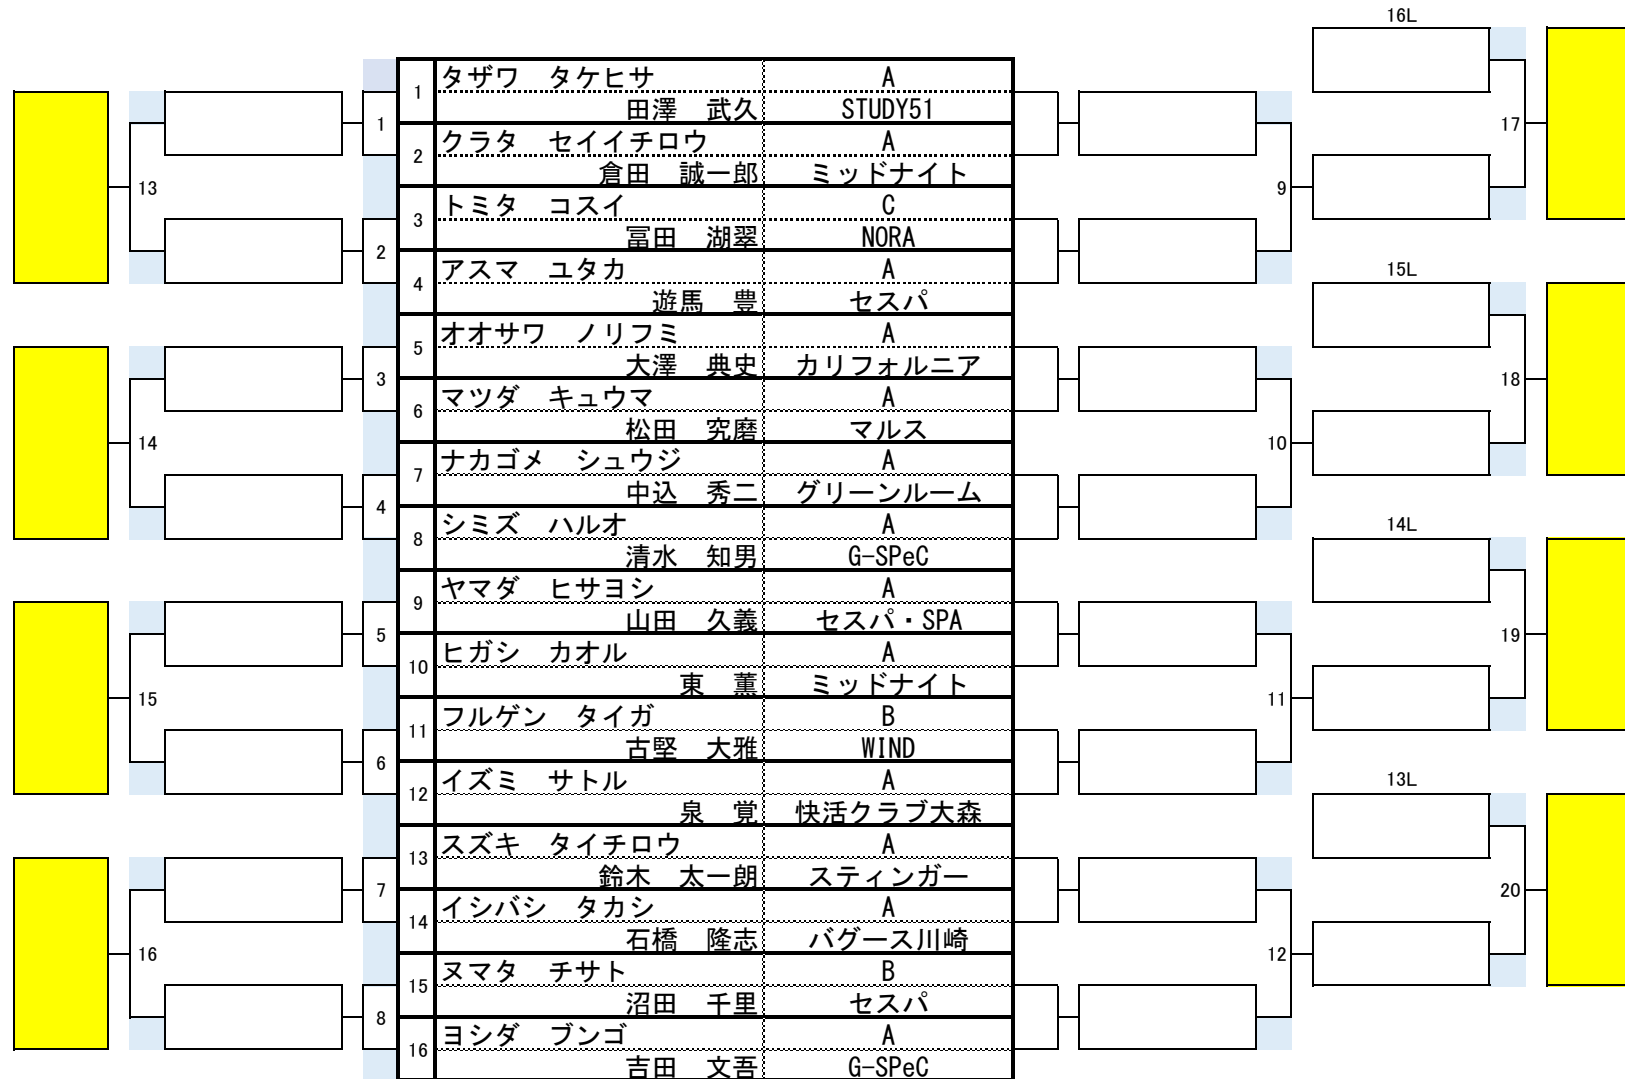 16L
1 タザワ タケヒサ A
田澤 武久 STUDY51
1
17
2 クラタ セイイチロウ A
倉田 誠一郎 ミッドナイト
13
9
3 トミタ コスイ C
冨田 湖翠 NORA
2
4 アスマ ユタカ A
15L
遊馬 豊 セスパ
5 オオサワ ノリフミ A
大澤 典史 カリフォルニア
3
18
6 マツダ キュウマ A
松田 究磨 マルス
14
10
7 ナカゴメ シュウジ A
中込 秀二 グリーンルーム
4
8 シミズ ハルオ A
14L
清水 知男 G-SPeC
9 ヤマダ ヒサヨシ A
山田 久義 セスパ・SPA
5
19
10 ヒガシ カオル A
東 薫 ミッドナイト
15
11
11 フルゲン タイガ B
古堅 大雅 WIND
6
12 イズミ サトル A
13L
泉 覚 快活クラブ大森
13 スズキ タイチロウ A
鈴木 太一朗 スティンガー
7
20
14 イシバシ タカシ A
石橋 隆志 バグース川崎
16
12
15 ヌマタ チサト B
沼田 千里 セスパ
8
16 ヨシダ ブンゴ A
吉田 文吾 G-SPeC